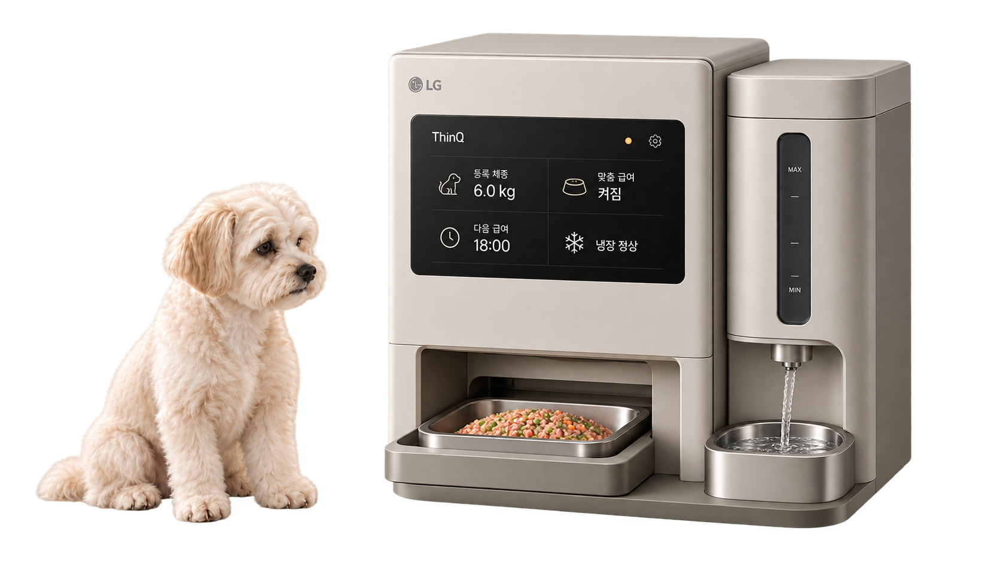 LG
ThinQ
등록 체중
6.0 kg
맞춤 급여
켜짐
다음 급여
18:00
냉장 정상
MAX
MIN